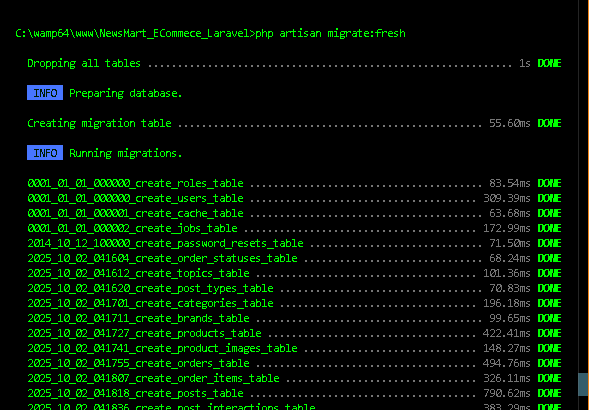 C:\wamp64\www\NewsMart_ECommece_Laravel>php artisan migrate:fresh
Dropping all tables .............................................................. 1s DONE
INFO Preparing database.
Creating migration table .................................................... 55.60ms DONE
INFO Running migrations.
0001_01_01_000000_create_roles_table ........................................ 83.54ms DONE
0001_01_01_000000_create_users_table ....................................... 309.39ms DONE
0001_01_01_000001_create_cache_table ........................................ 63.68ms DONE
0001_01_01_000002_create_jobs_table ........................................ 172.99ms DONE
2014_10_12_100000_create_password_resets_table .............................. 71.50ms DONE
2025_10_02_041604_create_order_statuses_table ............................... 68.24ms DONE
2025_10_02_041612_create_topics_table ...................................... 101.36ms DONE
2025_10_02_041620_create_post_types_table ................................... 70.83ms DONE
2025_10_02_041701_create_categories_table .................................. 196.18ms DONE
2025_10_02_041711_create_brands_table ....................................... 99.65ms DONE
2025_10_02_041727_create_products_table .................................... 422.41ms DONE
2025_10_02_041741_create_product_images_table .............................. 148.27ms DONE
2025_10_02_041755_create_orders_table ...................................... 494.76ms DONE
2025_10_02_041807_create_order_items_table ................................. 326.11ms DONE
2025_10_02_041818_create_posts_table ....................................... 790.62ms DONE
2025_10_02_041836_create_post_interactions_table ........................... 383.29ms DONE